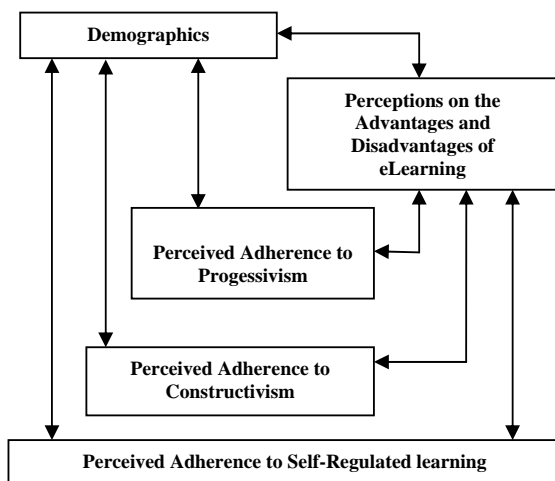 Demographics
Perceptions on the
Advantages and
Disadvantages of
eLearning
Perceived Adherence to
Progessivism
Perceived Adherence to
Constructivism
Perceived Adherence to Self-Regulated learning